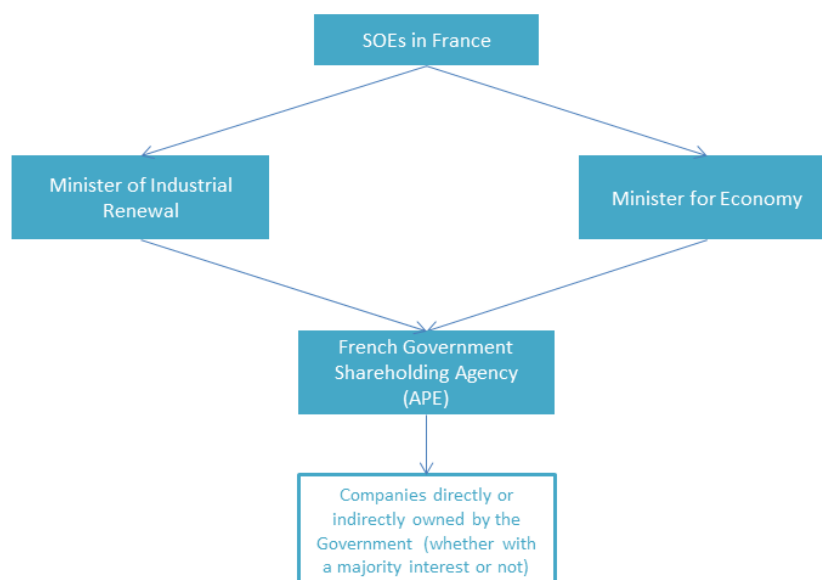 SOEs in France
Minister of Industrial
Renewal
Minister for Economy
French Government
Shareholding Agency
(APE)
Companies directly or
indirectly owned by the
Government (whether with
a majority interest or not)